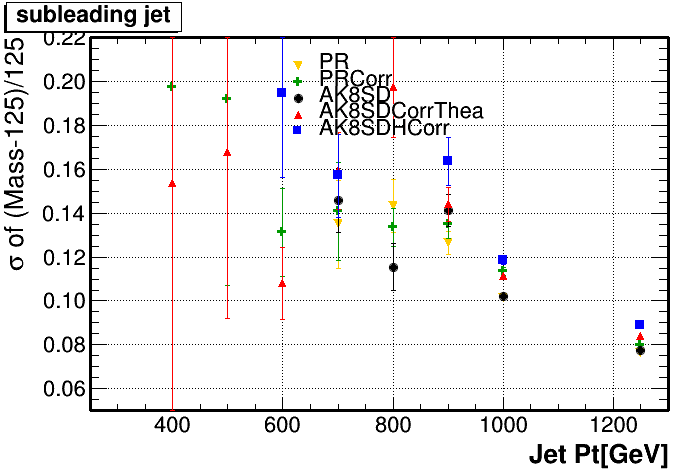 subleading jet
σ of (Mass-125)/125
0.22
0.20
0.18
0.16
0.14
0.12
0.10
0.08
0.06
PR
PRCorr
AK8SD
AK8SDCorrThea
AK8SDHCorr
400 600 800 1000 1200
Jet Pt[GeV]